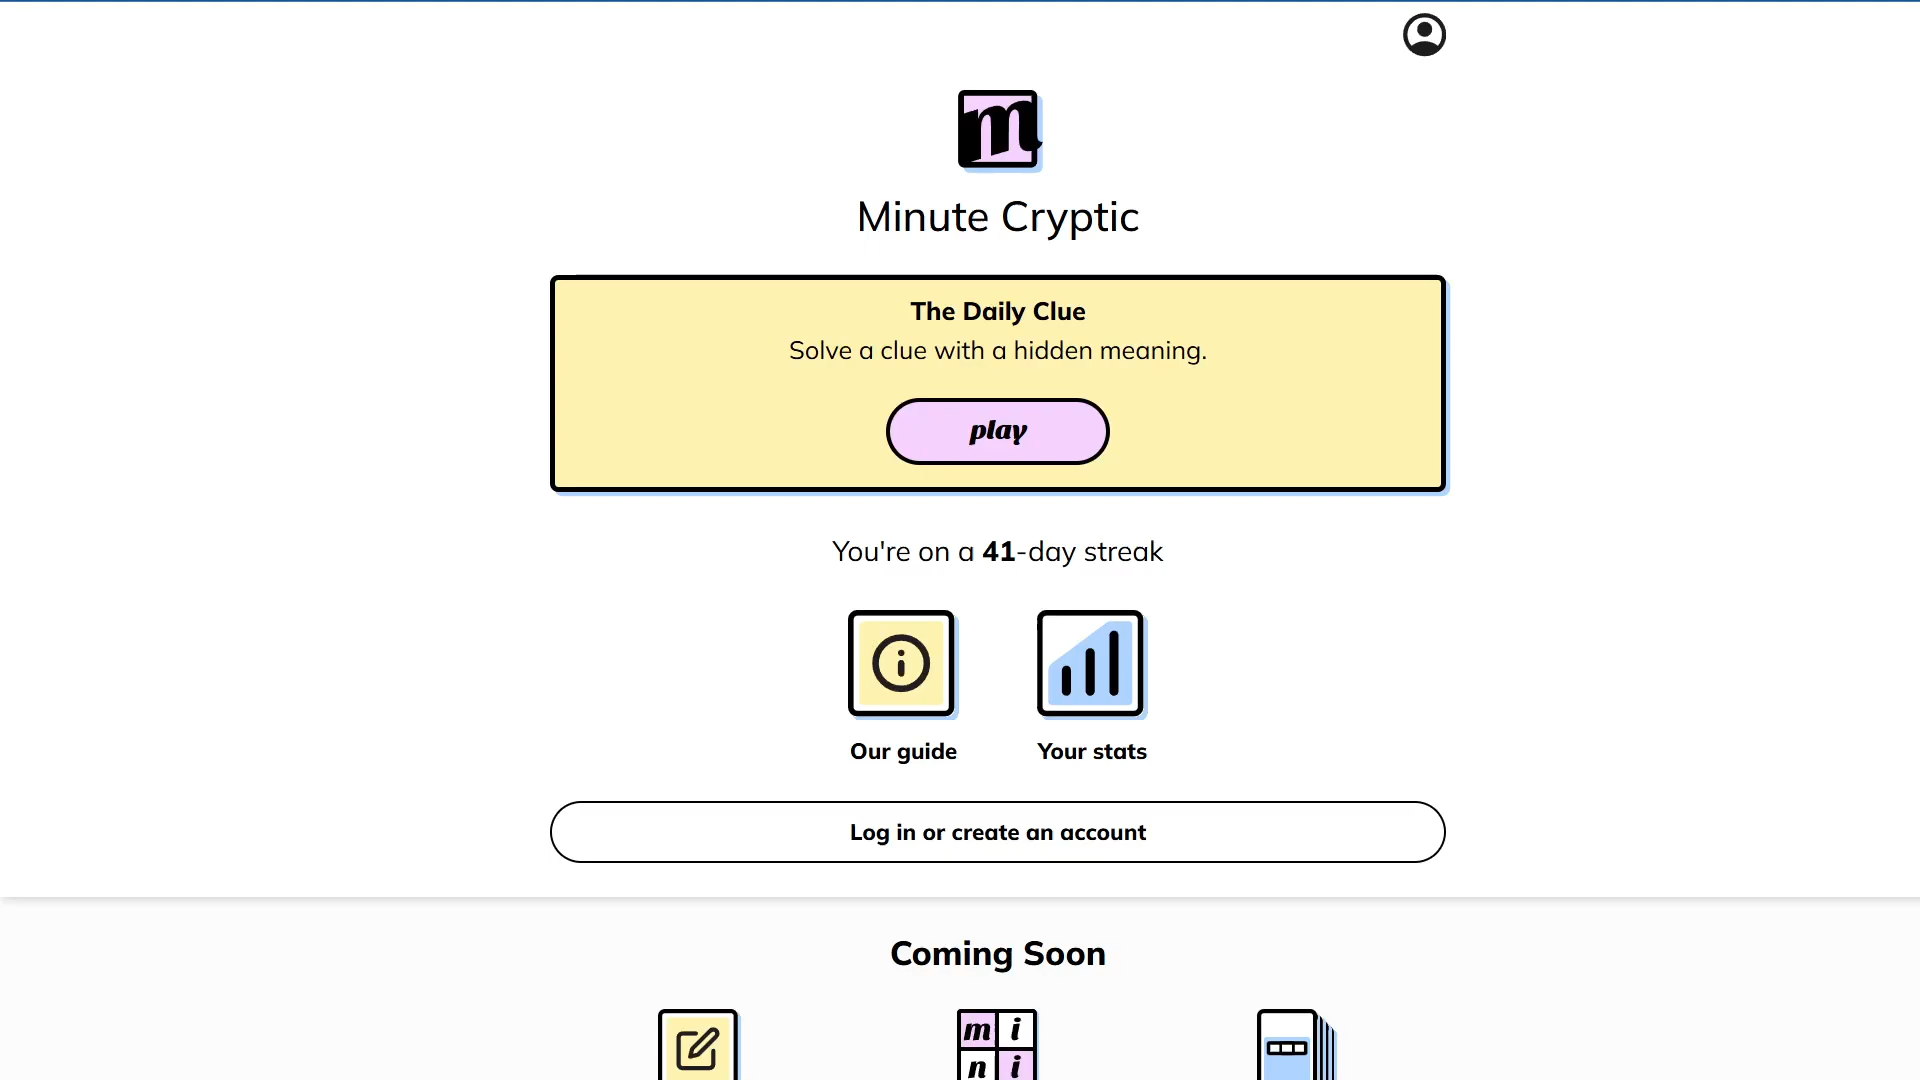 m
Minute Cryptic
The Daily Clue
Solve a clue with a hidden meaning.
play
You're on a 41-day streak
Our guide
Your stats
Log in or create an account
Coming Soon
m i
n i